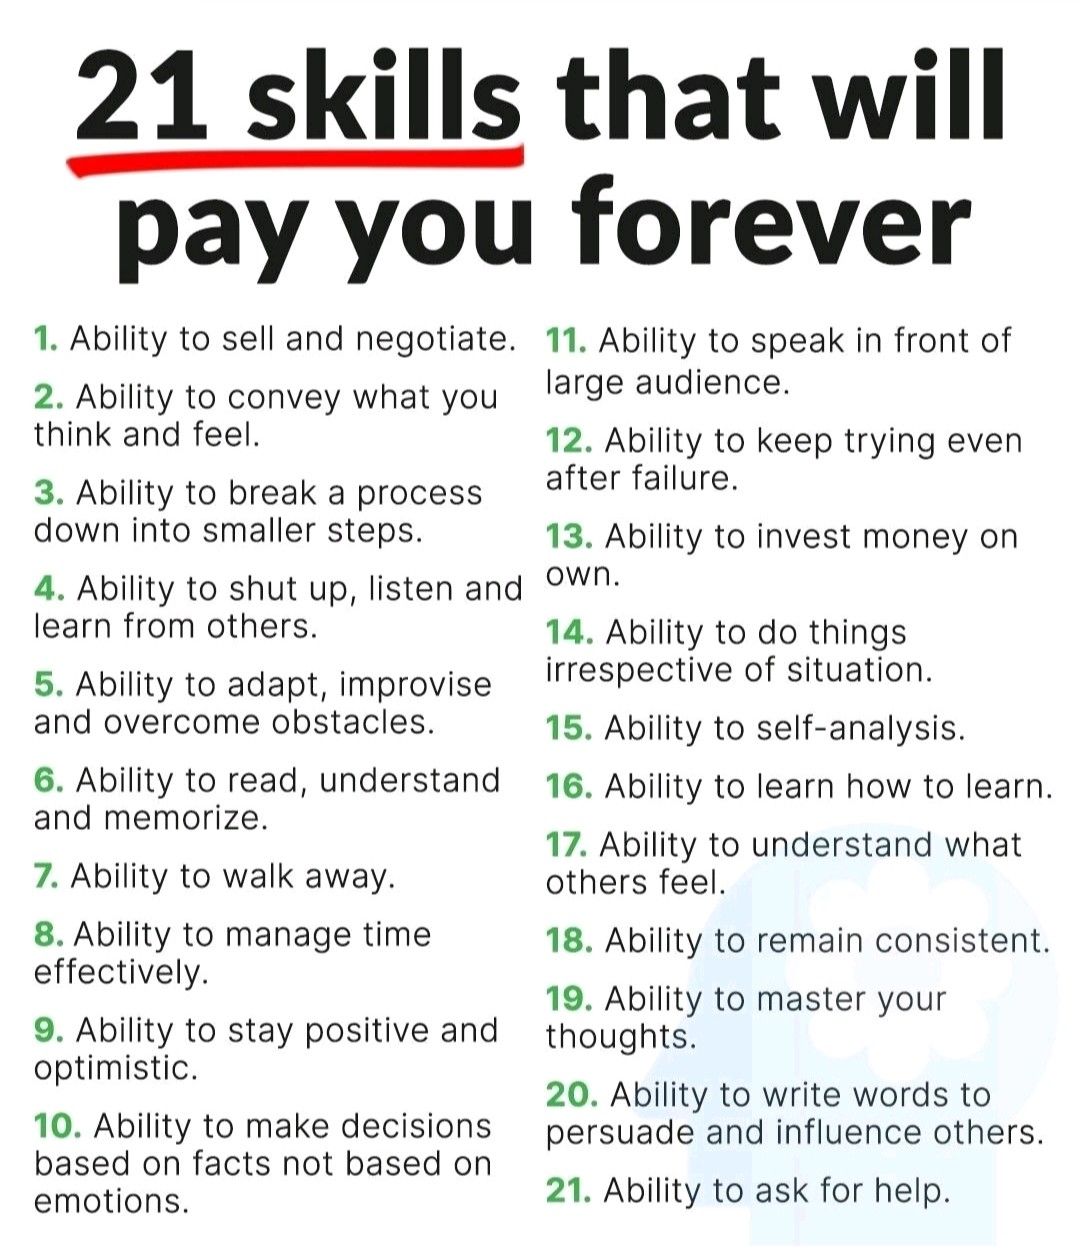 21 skills that will
pay you forever
1. Ability to sell and negotiate.
2. Ability to convey what you
think and feel.
3. Ability to break a process
down into smaller steps.
4. Ability to shut up, listen and
learn from others.
5. Ability to adapt, improvise
and overcome obstacles.
6. Ability to read, understand
and memorize.
7. Ability to walk away.
8. Ability to manage time
effectively.
9. Ability to stay positive and
optimistic.
10. Ability to make decisions
based on facts not based on
emotions.
11. Ability to speak in front of
large audience.
12. Ability to keep trying even
after failure.
13. Ability to invest money on
own.
14. Ability to do things
irrespective of situation.
15. Ability to self-analysis.
16. Ability to learn how to learn.
17. Ability to understand what
others feel.
18. Ability to remain consistent.
19. Ability to master your
thoughts.
20. Ability to write words to
persuade and influence others.
21. Ability to ask for help.